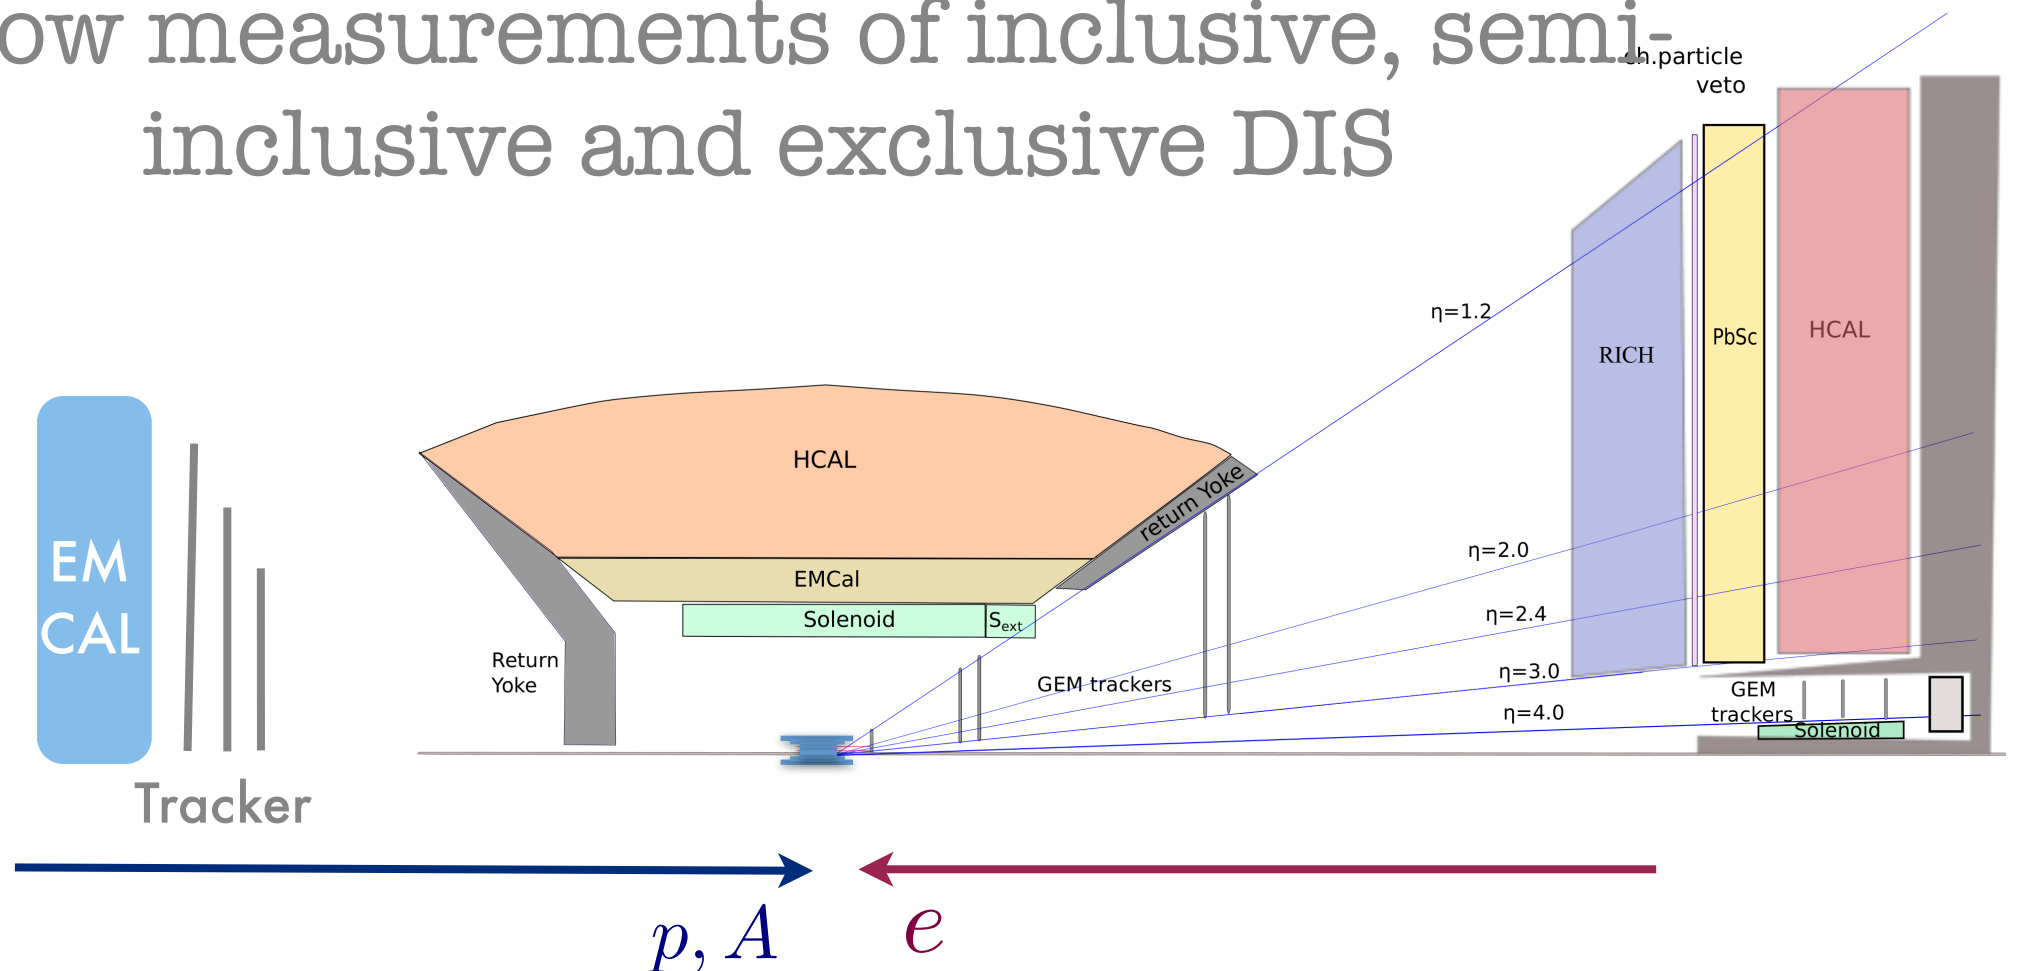 ow measurements of inclusive, semi-
inclusive and exclusive DIS
ch.particle
veto
η=1.2
RICH
PbSc
HCAL
HCAL
return Yoke
EMCal
Solenoid
Sext
η=2.0
η=2.4
η=3.0
η=4.0
EM
CAL
Return
Yoke
GEM trackers
GEM
trackers
Solenoid
Tracker
p, A
e